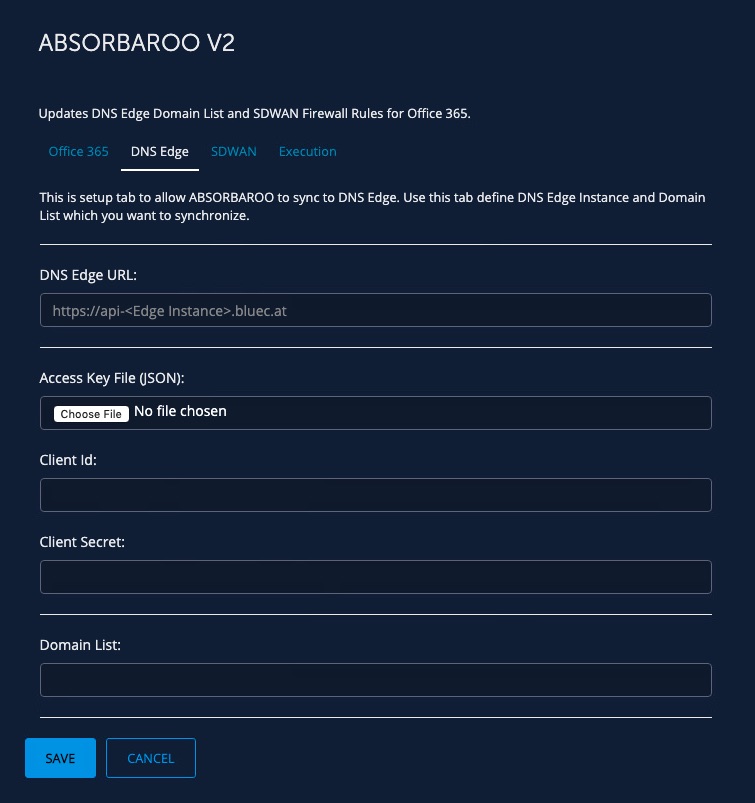 ABSORBAROO V2
Updates DNS Edge Domain List and SDWAN Firewall Rules for Office 365.
Office 365 DNS Edge SDWAN Execution
This is setup tab to allow ABSORBAROO to sync to DNS Edge. Use this tab define DNS Edge Instance and Domain
List which you want to synchronize.
DNS Edge URL:
https://api-<Edge Instance>.bluec.at
Access Key File (JSON):
Choose File No file chosen
Client Id:
Client Secret:
Domain List:
SAVE CANCEL